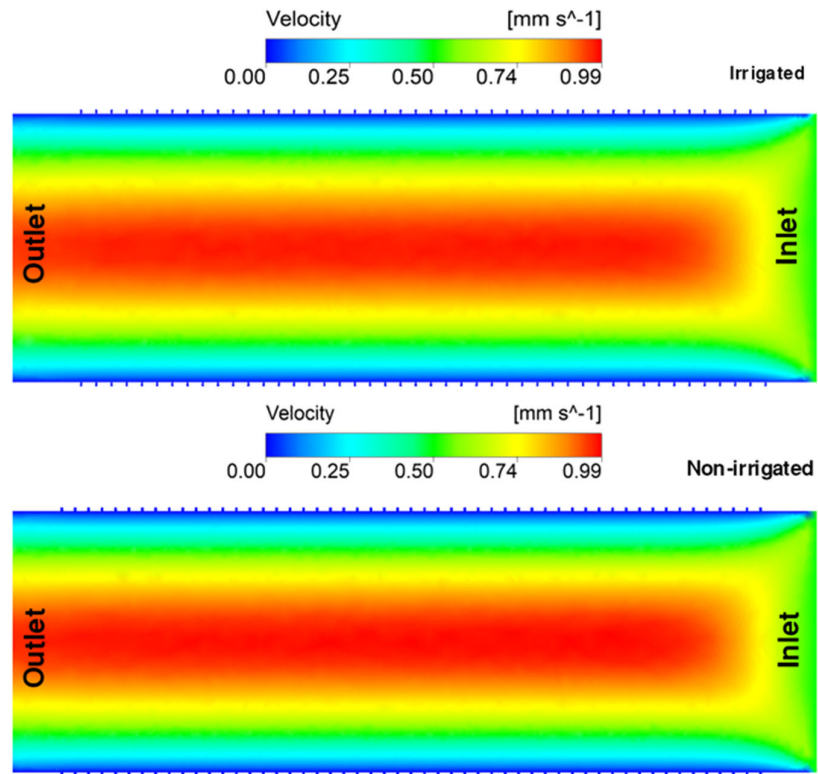 Velocity [mm s^-1]
0.00 0.25 0.50 0.74 0.99
Irrigated
Outlet
Inlet
Velocity [mm s^-1]
0.00 0.25 0.50 0.74 0.99
Non-irrigated
Outlet
Inlet